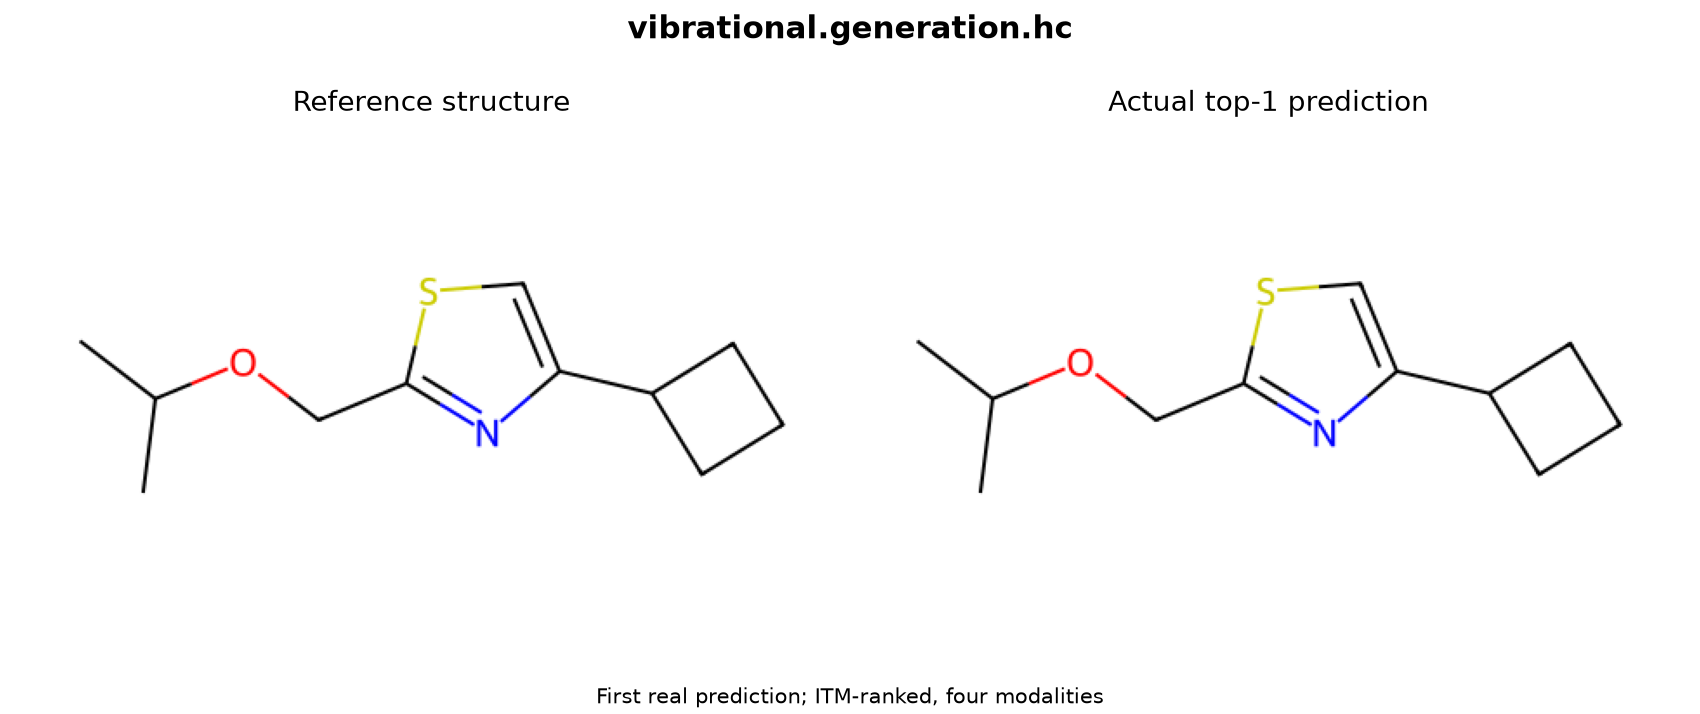 vibrational.generation.hc
Reference structure
Actual top-1 prediction
S
S
O
O
N
N
First real prediction; ITM-ranked, four modalities